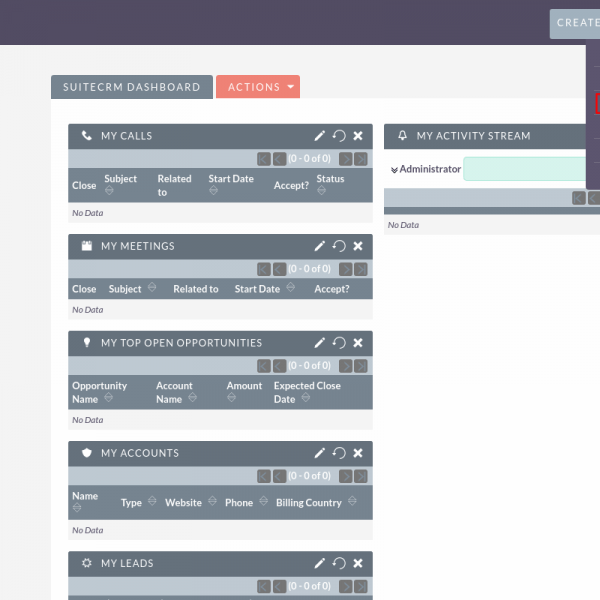 CREATE
SUITECRM DASHBOARD
ACTIONS
MY CALLS
(0 - 0 of 0)
Close Subject Related to Start Date Accept? Status
No Data
MY MEETINGS
(0 - 0 of 0)
Close Subject Related to Start Date Accept?
No Data
MY TOP OPEN OPPORTUNITIES
(0 - 0 of 0)
Opportunity Name Account Name Amount Expected Close Date
No Data
MY ACCOUNTS
(0 - 0 of 0)
Name Type Website Phone Billing Country
No Data
MY LEADS
(0 - 0 of 0)
MY ACTIVITY STREAM
Administrator
No Data